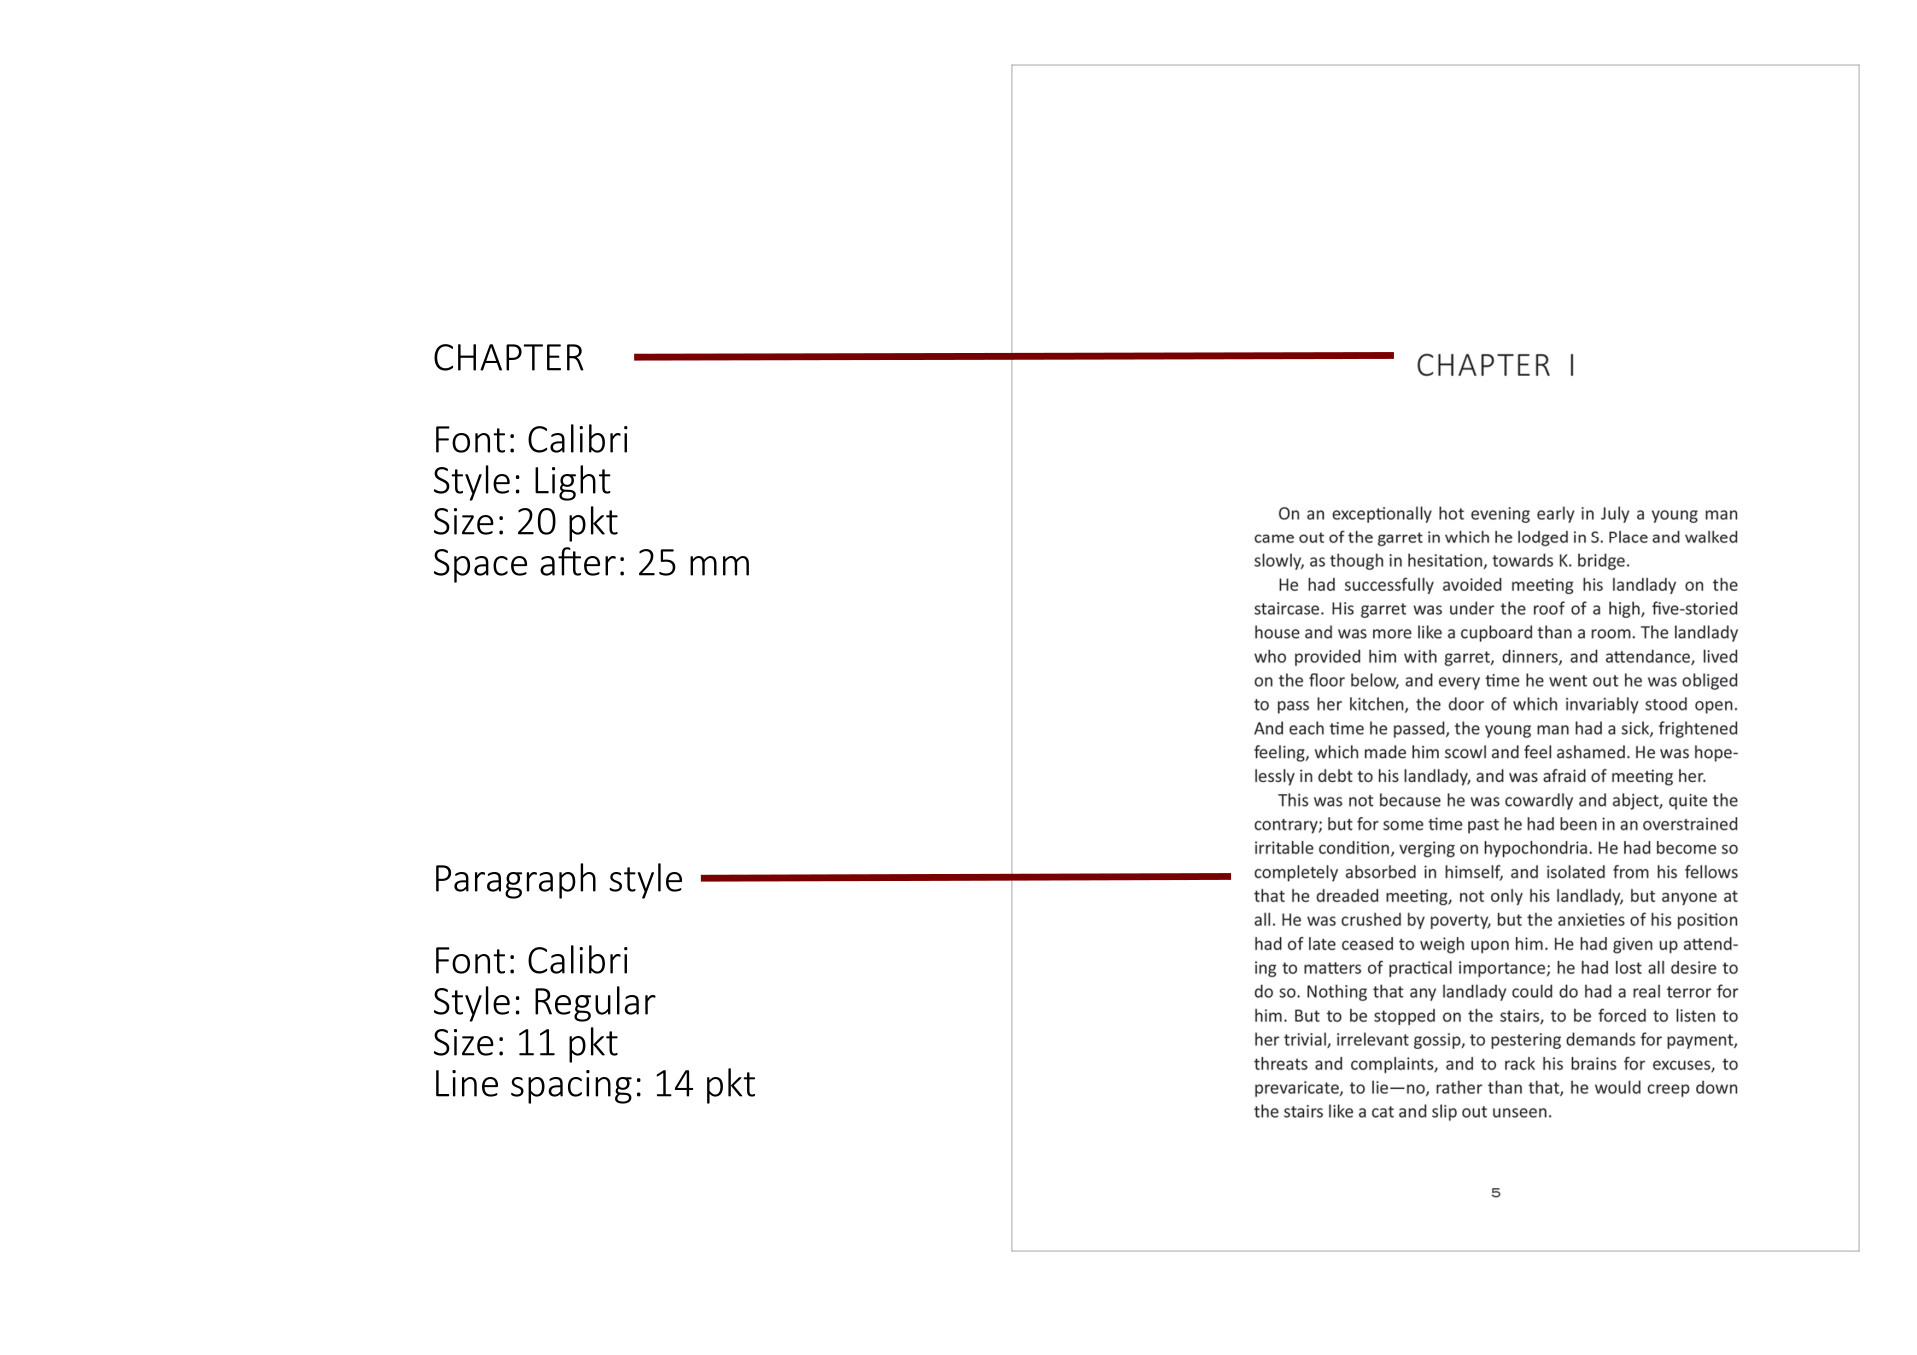 CHAPTER
Font: Calibri
Style: Light
Size: 20 pkt
Space after: 25 mm
Paragraph style
Font: Calibri
Style: Regular
Size: 11 pkt
Line spacing: 14 pkt
CHAPTER I
On an exceptionally hot evening early in July a young man
came out of the garret in which he lodged in S. Place and walked
slowly, as though in hesitation, towards K. bridge.
He had successfully avoided meeting his landlady on the
staircase. His garret was under the roof of a high, five-storied
house and was more like a cupboard than a room. The landlady
who provided him with garret, dinners, and attendance, lived
on the floor below, and every time he went out he was obliged
to pass her kitchen, the door of which invariably stood open.
And each time he passed, the young man had a sick, frightened
feeling, which made him scowl and feel ashamed. He was hope-
lessly in debt to his landlady, and was afraid of meeting her.
This was not because he was cowardly and abject, quite the
contrary; but for some time past he had been in an overstrained
irritable condition, verging on hypochondria. He had become so
completely absorbed in himself, and isolated from his fellows
that he dreaded meeting, not only his landlady, but anyone at
all. He was crushed by poverty, but the anxieties of his position
had of late ceased to weigh upon him. He had given up attend-
ing to matters of practical importance; he had lost all desire to
do so. Nothing that any landlady could do had a real terror for
him. But to be stopped on the stairs, to be forced to listen to
her trivial, irrelevant gossip, to pestering demands for payment,
threats and complaints, and to rack his brains for excuses, to
prevaricate, to lie—no, rather than that, he would creep down
the stairs like a cat and slip out unseen.
5